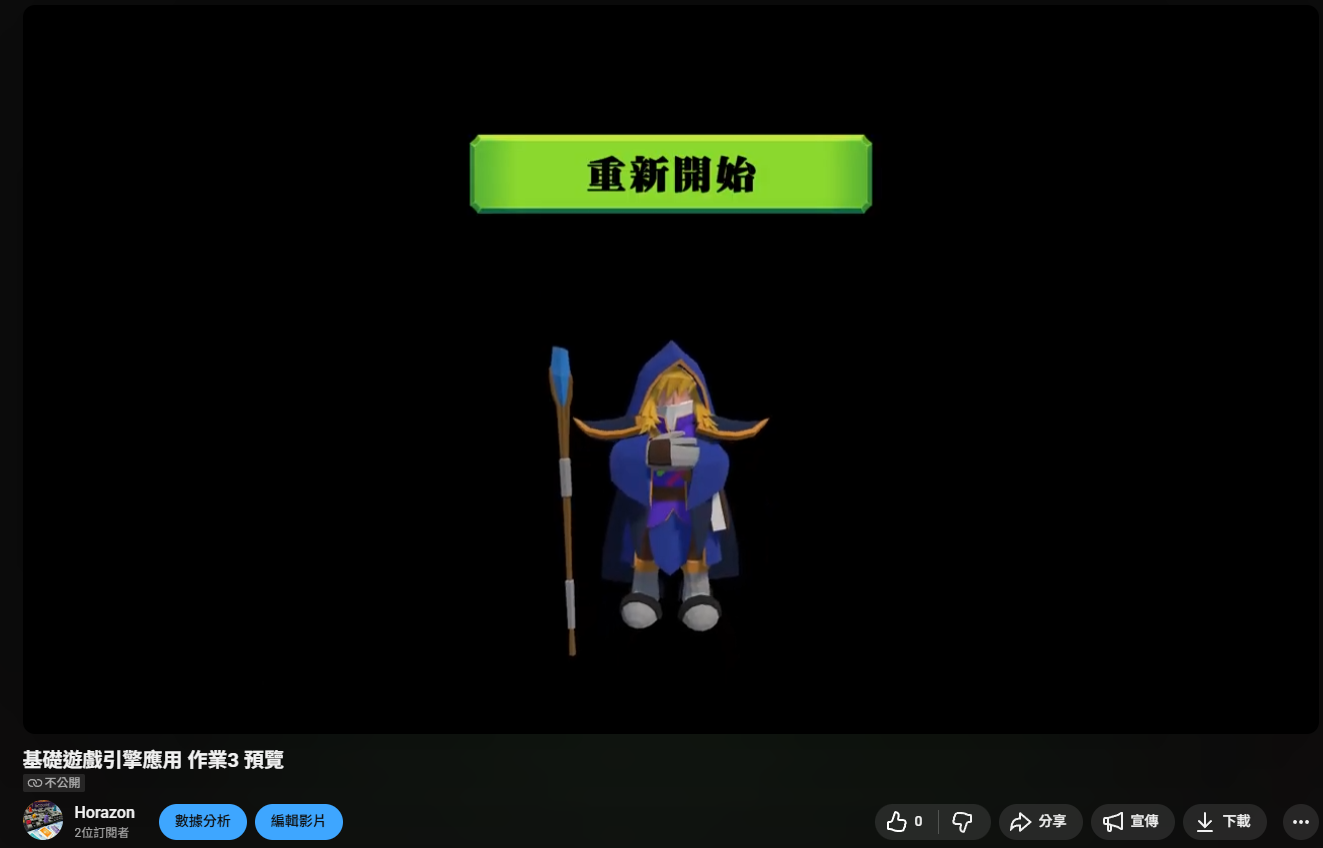 重新開始
基礎遊戲引擎應用 作業3 預覽
不公開
Horazon
2位訂閱者
數據分析
編輯影片
0
分享
宣傳
下載